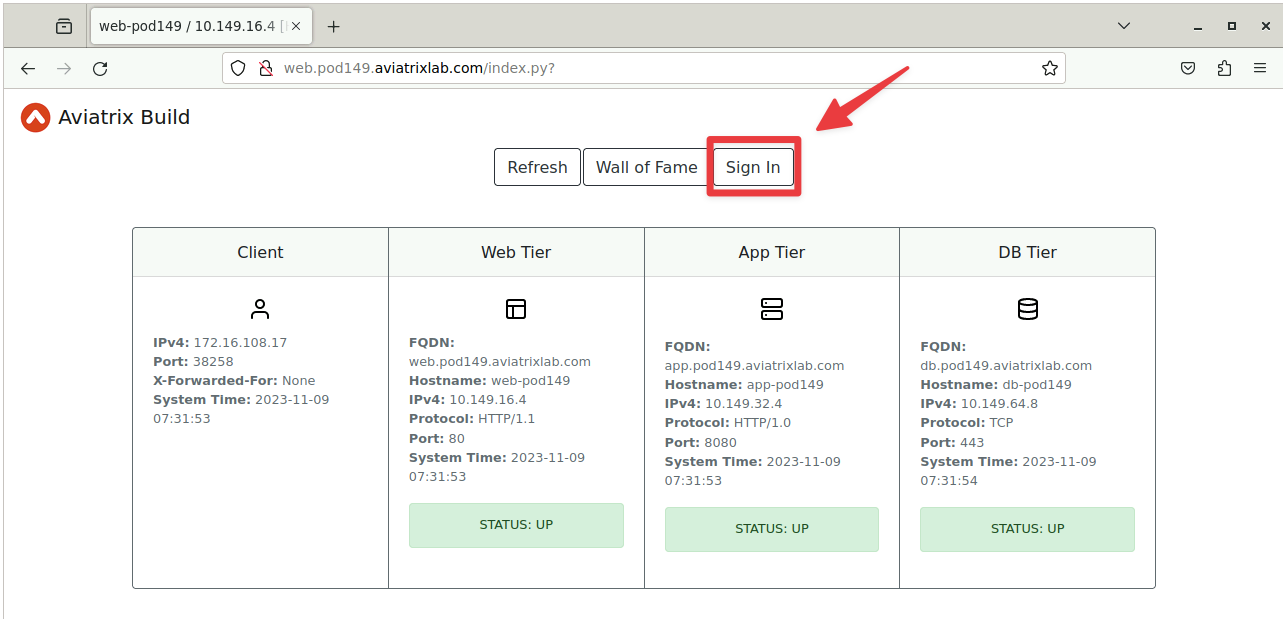 web-pod149 / 10.149.16.4 [
web.pod149.aviatrixlab.com/index.py?
Aviatrix Build
Refresh
Wall of Fame
Sign In
Client
IPv4: 172.16.108.17
Port: 38258
X-Forwarded-For: None
System Time: 2023-11-09
07:31:53
Web Tier
FQDN:
web.pod149.aviatrixlab.com
Hostname: web-pod149
IPv4: 10.149.16.4
Protocol: HTTP/1.1
Port: 80
System Time: 2023-11-09
07:31:53
STATUS: UP
App Tier
FQDN:
app.pod149.aviatrixlab.com
Hostname: app-pod149
IPv4: 10.149.32.4
Protocol: HTTP/1.0
Port: 8080
System Time: 2023-11-09
07:31:53
STATUS: UP
DB Tier
FQDN:
db.pod149.aviatrixlab.com
Hostname: db-pod149
IPv4: 10.149.64.8
Protocol: TCP
Port: 443
System Time: 2023-11-09
07:31:54
STATUS: UP